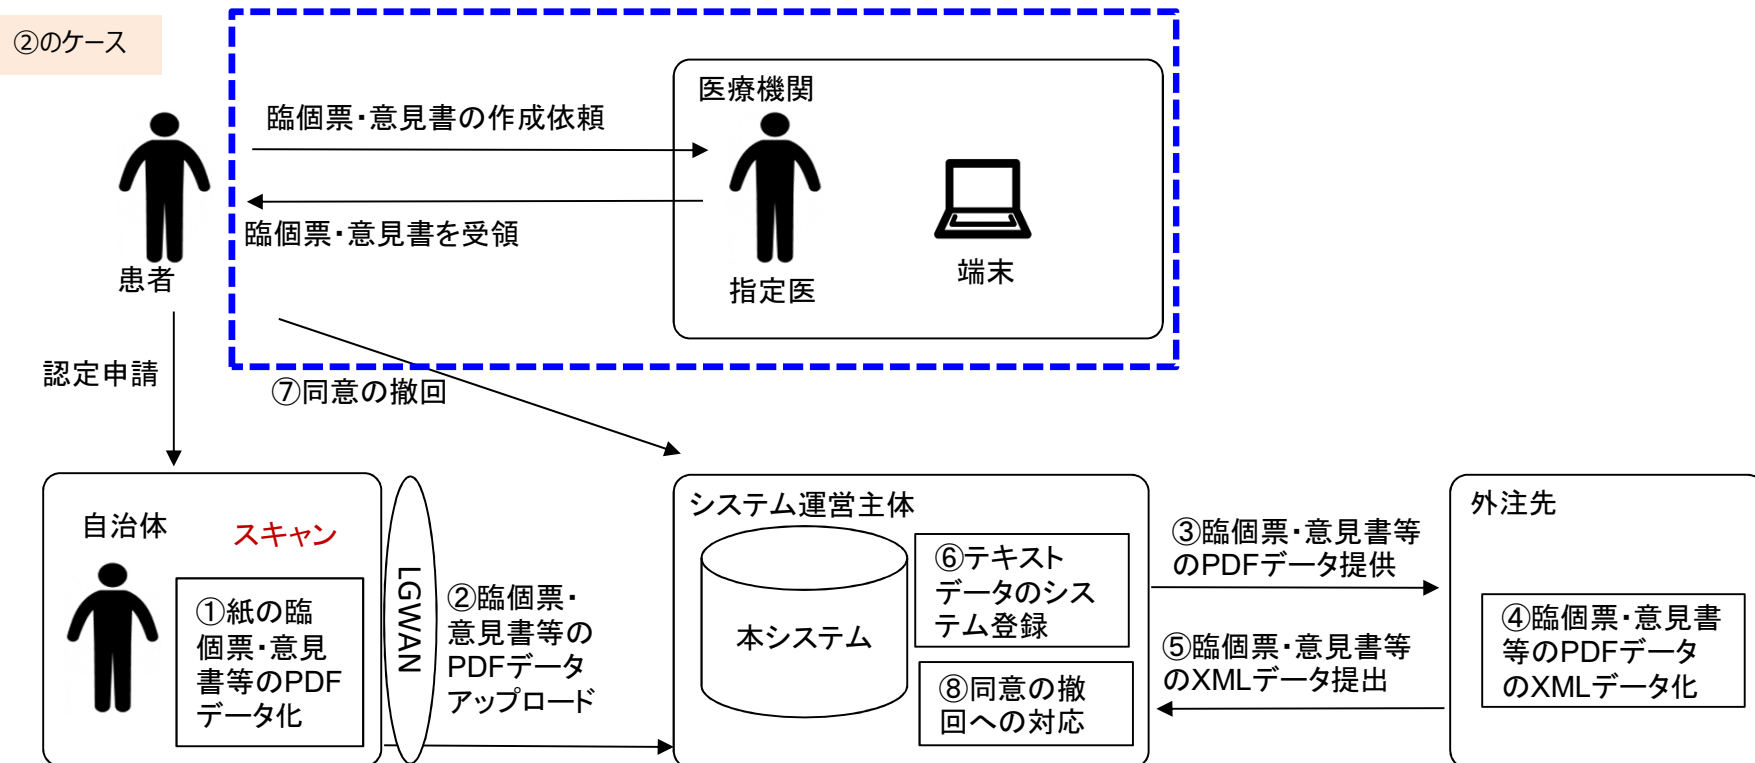 ②のケース
医療機関
臨個票・意見書の作成依頼
臨個票・意見書を受領
患者
指定医
端末
認定申請
⑦同意の撤回
自治体
スキャン
①紙の臨
個票・意見
書等のPDF
データ化
LGWAN
②臨個票・
意見書等の
PDFデータ
アップロード
システム運営主体
本システム
⑥テキスト
データのシス
テム登録
⑧同意の撤
回への対応
③臨個票・意見書等
のPDFデータ提供
⑤臨個票・意見書等
のXMLデータ提出
外注先
④臨個票・意見書
等のPDFデータ
のXMLデータ化